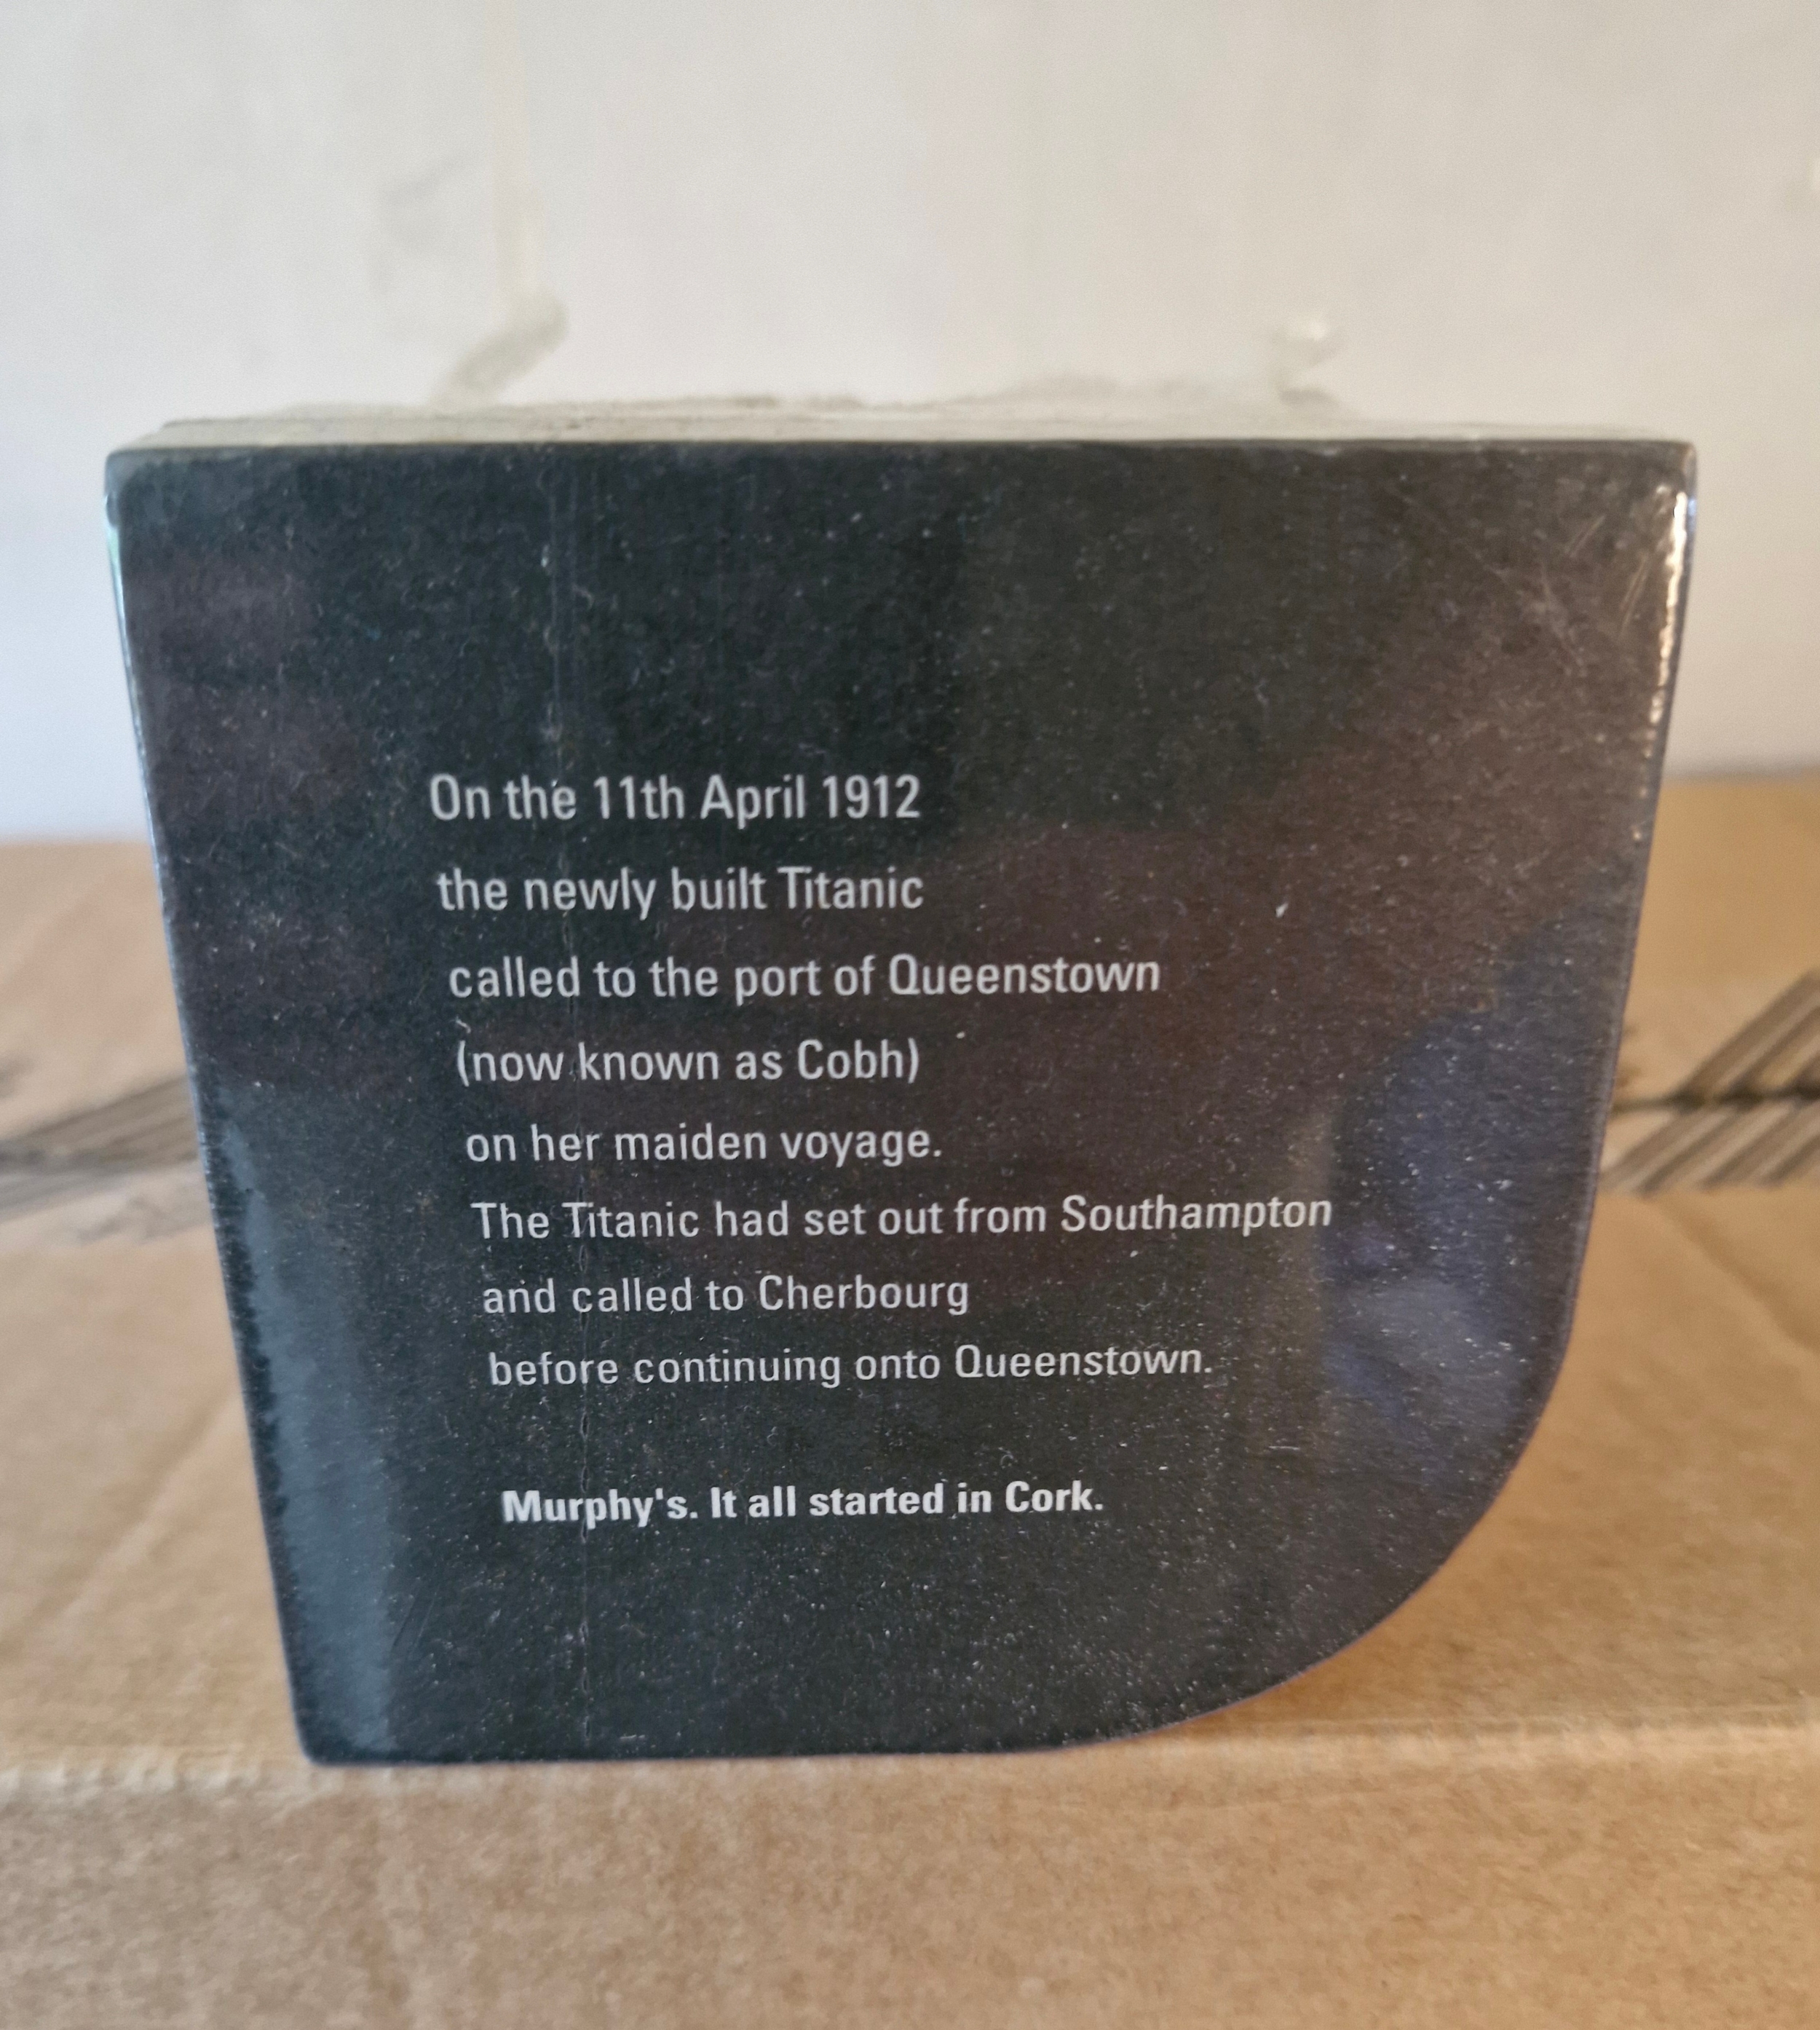 On the 11th April 1912
the newly built Titanic
called to the port of Queenstown
(now known as Cobh)
on her maiden voyage.
The Titanic had set out from Southampton
and called to Cherbourg
before continuing onto Queenstown.
Murphy's. It all started in Cork.